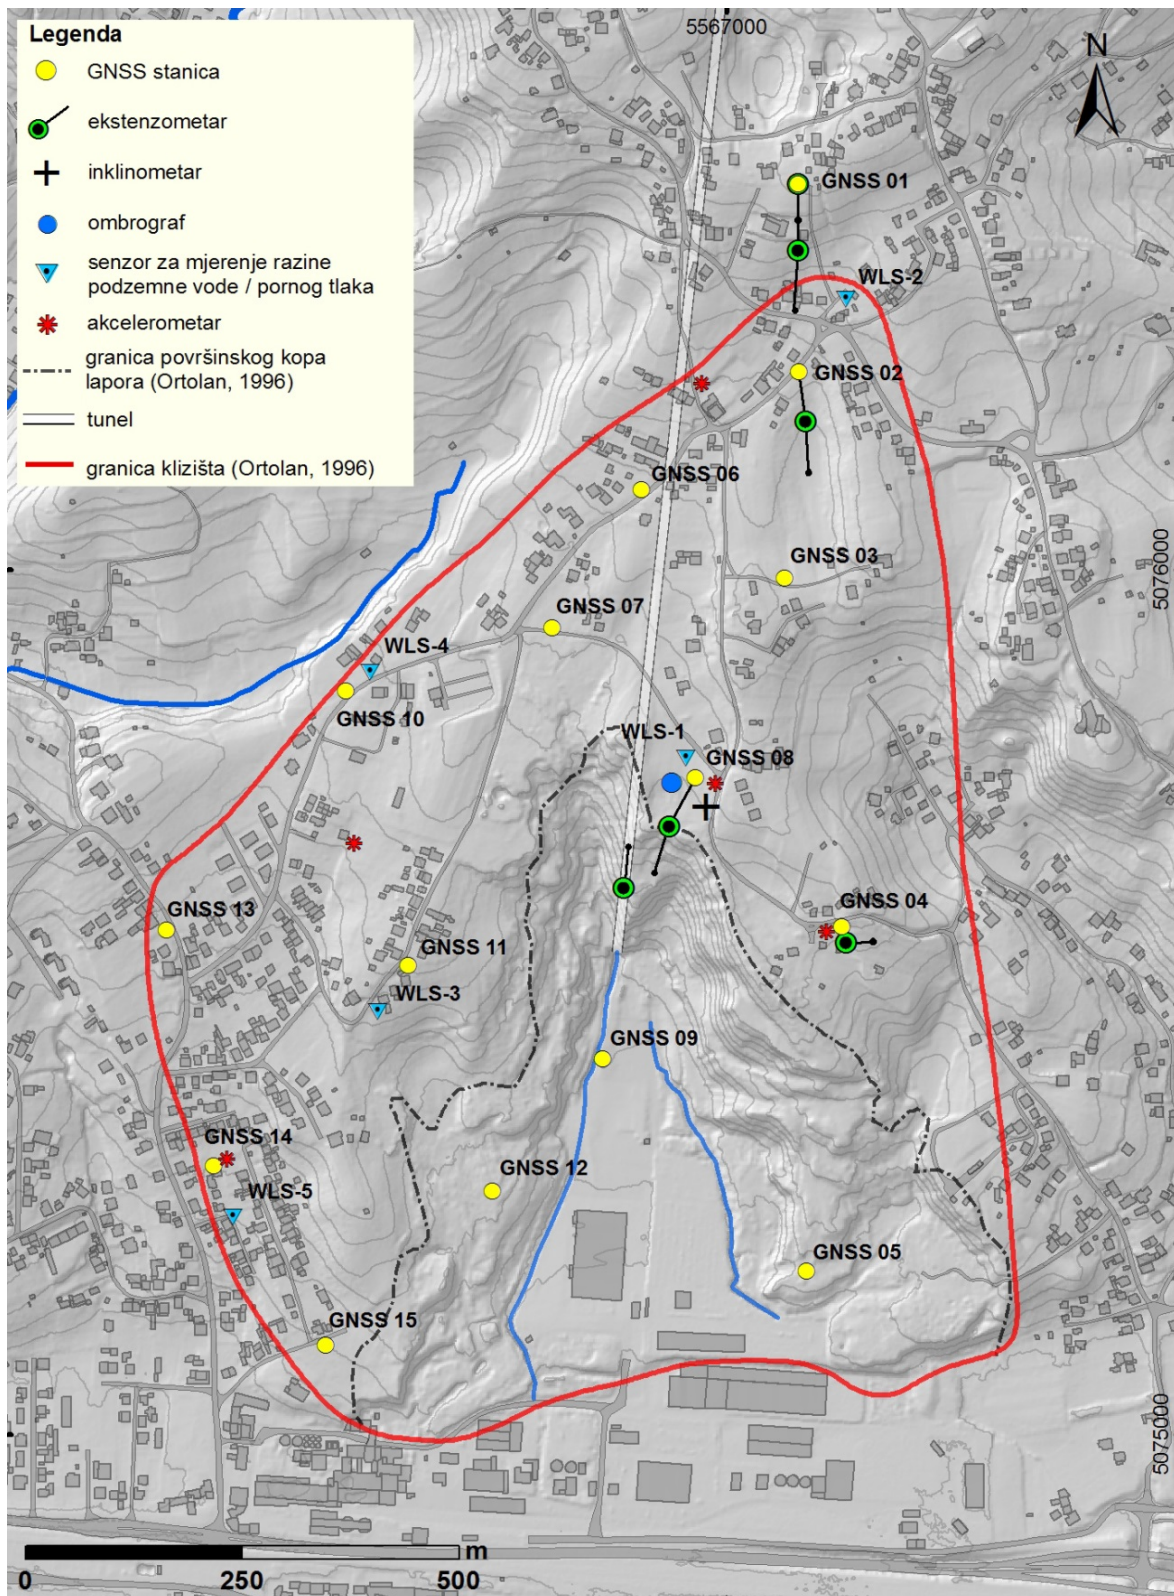 5567000
Legenda
GNSS stanica
ekstenzometar
inklinometar
ombrograf
senzor za mjerenje razine
podzemne vode / pornog tlaka
akcelerometar
granica površinskog kopa
lapora (Ortolan, 1996)
tunel
granica klizišta (Ortolan, 1996)
N
GNSS 01
WLS-2
GNSS 02
GNSS 06
GNSS 03
5076000
GNSS 07
WLS-4
GNSS 10
WLS-1
GNSS 08
GNSS 13
GNSS 04
GNSS 11
WLS-3
GNSS 09
GNSS 14
GNSS 12
WLS-5
GNSS 05
GNSS 15
5075000
m
0 250 500